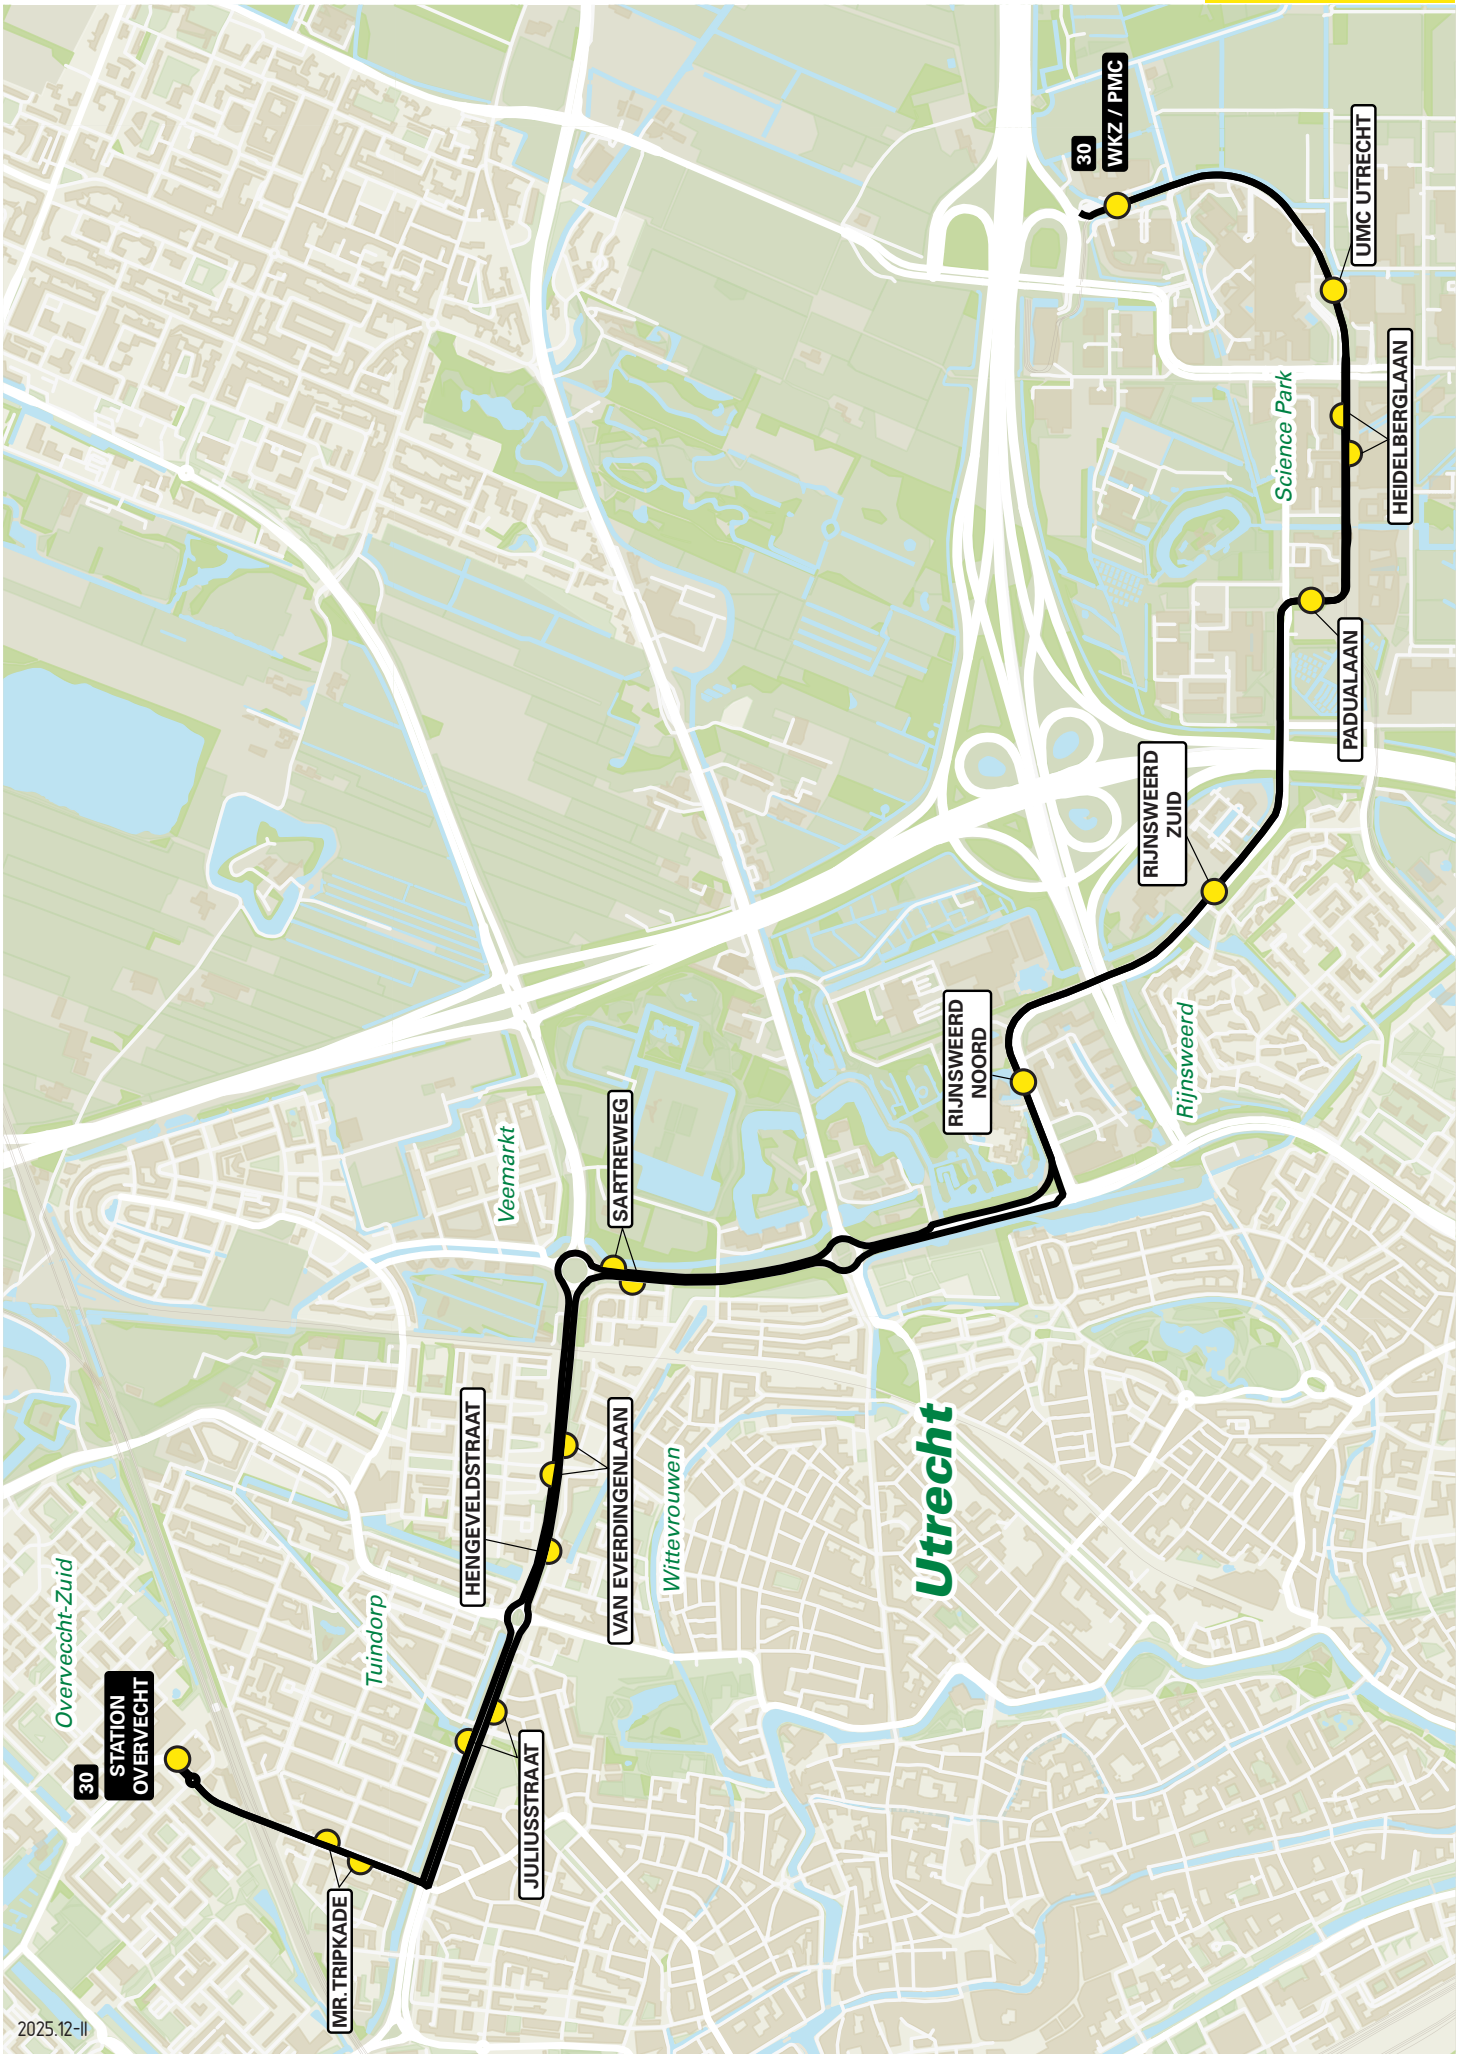 30
STATION
OVERVECHT
Overvecht-Zuid
MR. TRIPKADE
Tuindorp
JULIUSSTRAAT
HENGEVELDSTRAAT
VAN EVERDINGENLAAN
Wittevrouwen
Veemarkt
SARTREWEG
Utrecht
RIJNSWEERD
NOORD
Rijnsweerd
RIJNSWEERD
ZUID
PADUALAAN
Science Park
HEIDELBERGLAAN
UMC UTRECHT
30
WKZ / PMC
2025.12-II